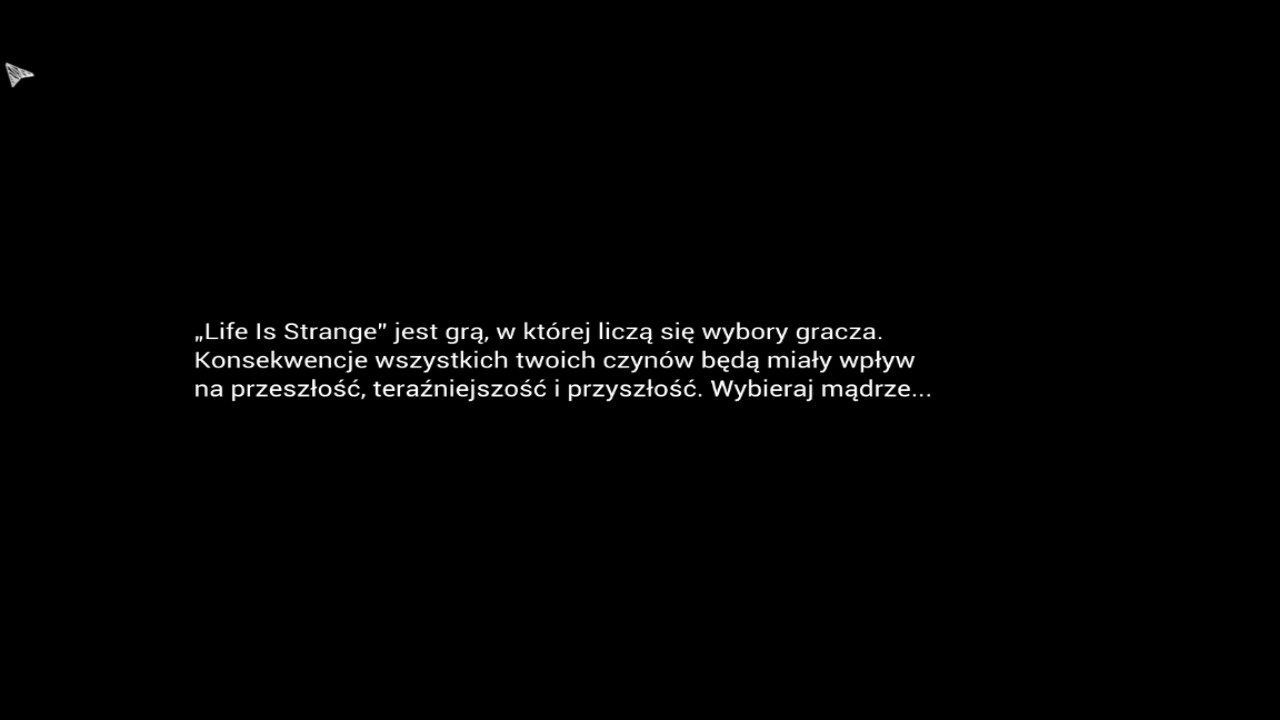 „Life Is Strange" jest grą, w której liczą się wybory gracza.
Konsekwencje wszystkich twoich czynów będą miały wpływ
na przeszłość, teraźniejszość i przyszłość. Wybieraj mądrze...